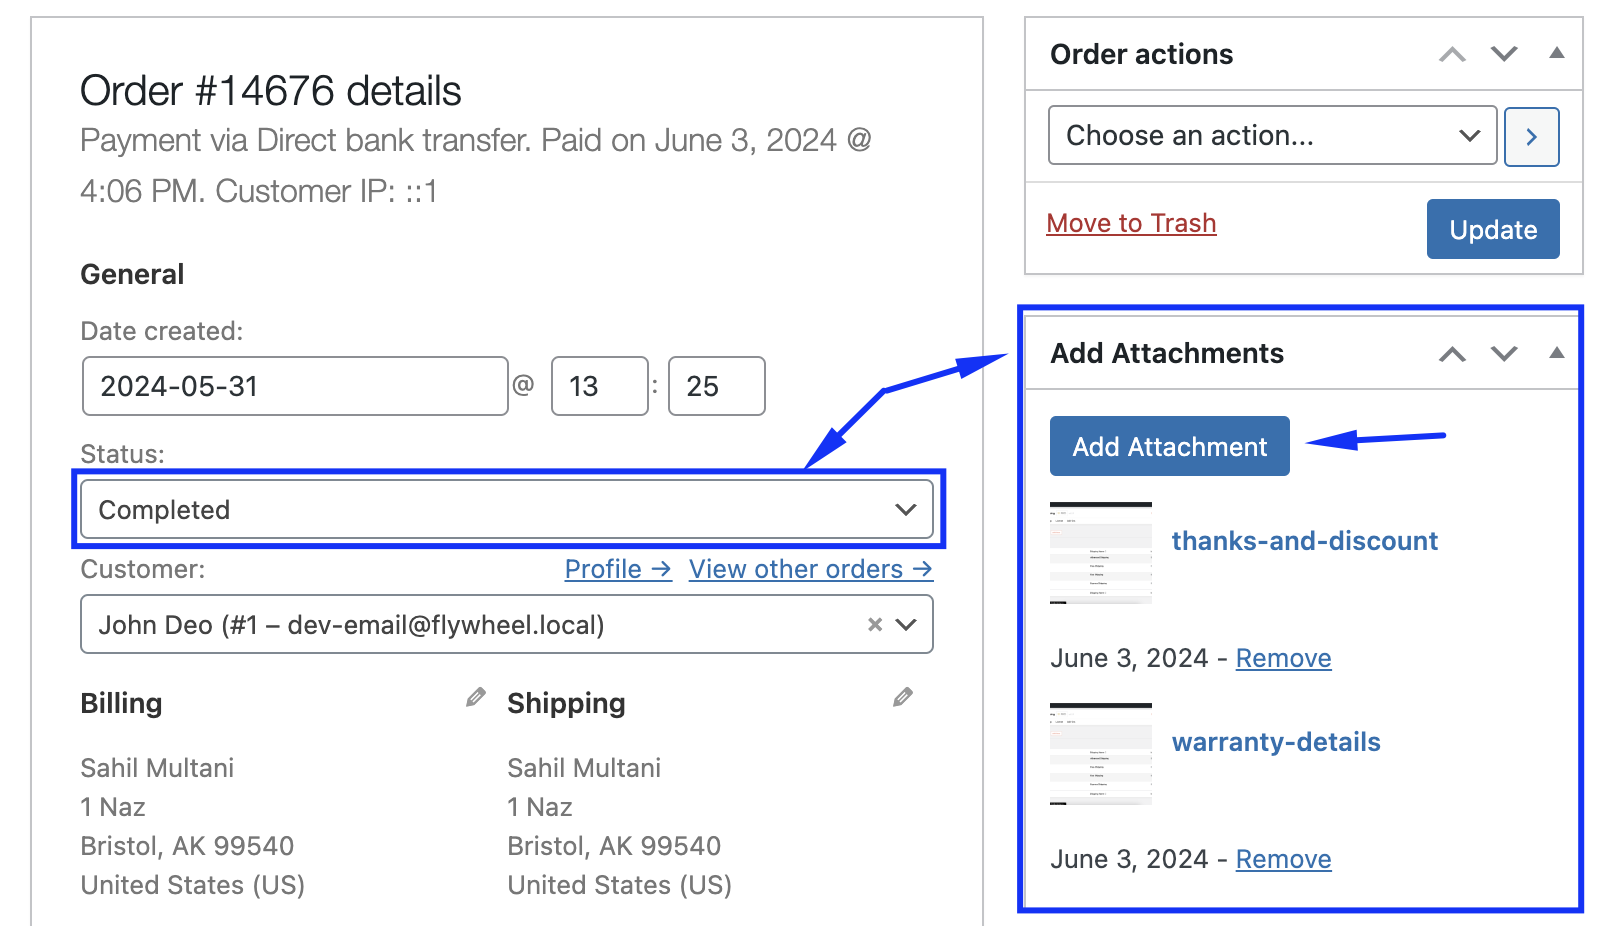 Order #14676 details
Payment via Direct bank transfer. Paid on June 3, 2024 @
4:06 PM. Customer IP: ::1
General
Date created:
2024-05-31 @ 13 : 25
Status:
Completed
Customer: Profile → View other orders →
John Deo (#1 – dev-email@flywheel.local) ×
Billing
Sahil Multani
1 Naz
Bristol, AK 99540
United States (US)
Shipping
Sahil Multani
1 Naz
Bristol, AK 99540
United States (US)
Order actions
Choose an action...
Move to Trash
Update
Add Attachments
Add Attachment
thanks-and-discount
June 3, 2024 - Remove
warranty-details
June 3, 2024 - Remove